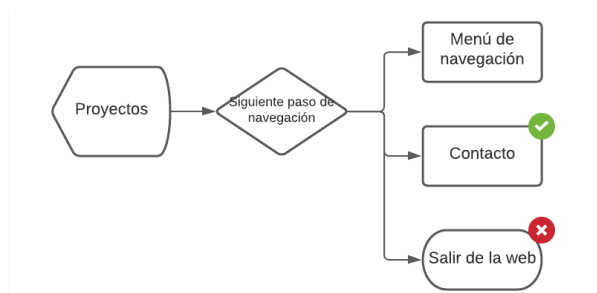 Proyectos
Siguiente paso de
navegación
Menú de
navegación
Contacto
Salir de la web